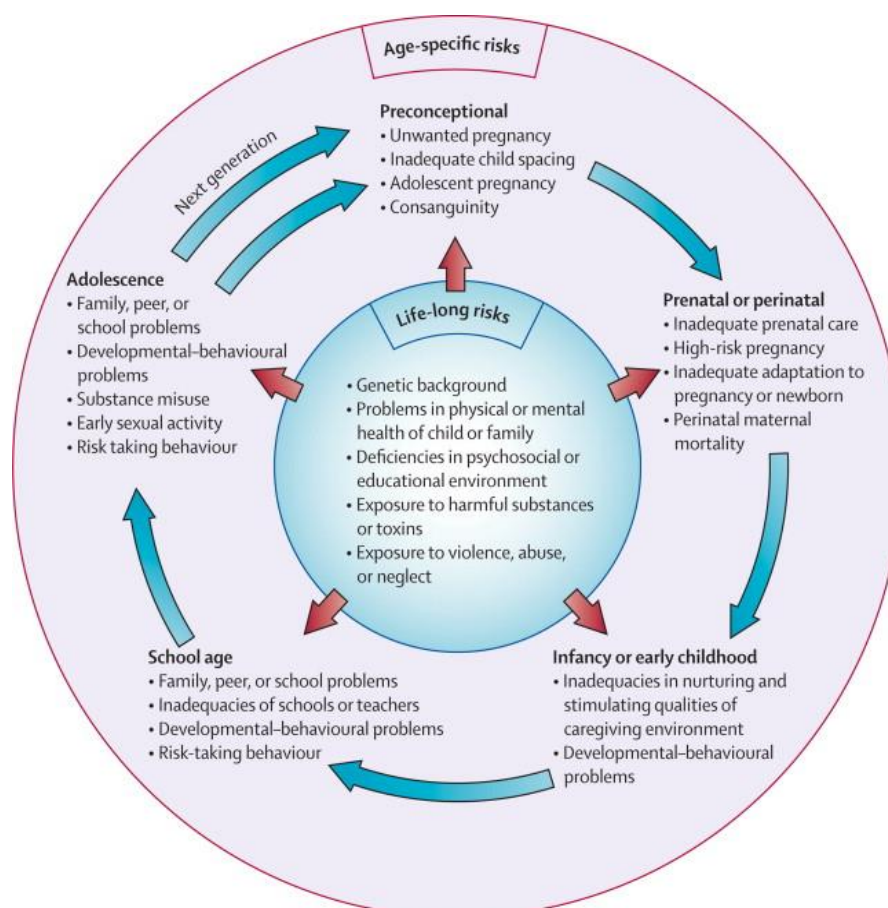 Age-specific risks
Preconceptional
• Unwanted pregnancy
• Inadequate child spacing
• Adolescent pregnancy
• Consanguinity
Next generation
Adolescence
• Family, peer, or
school problems
• Developmental–behavioural
problems
• Substance misuse
• Early sexual activity
• Risk taking behaviour
Life-long risks
• Genetic background
• Problems in physical or mental
health of child or family
• Deficiencies in psychosocial or
educational environment
• Exposure to harmful substances
or toxins
• Exposure to violence, abuse,
or neglect
Prenatal or perinatal
• Inadequate prenatal care
• High-risk pregnancy
• Inadequate adaptation to
pregnancy or newborn
• Perinatal maternal
mortality
School age
• Family, peer, or school problems
• Inadequacies of schools or teachers
• Developmental–behavioural problems
• Risk-taking behaviour
Infancy or early childhood
• Inadequacies in nurturing and
stimulating qualities of
caregiving environment
• Developmental–behavioural
problems